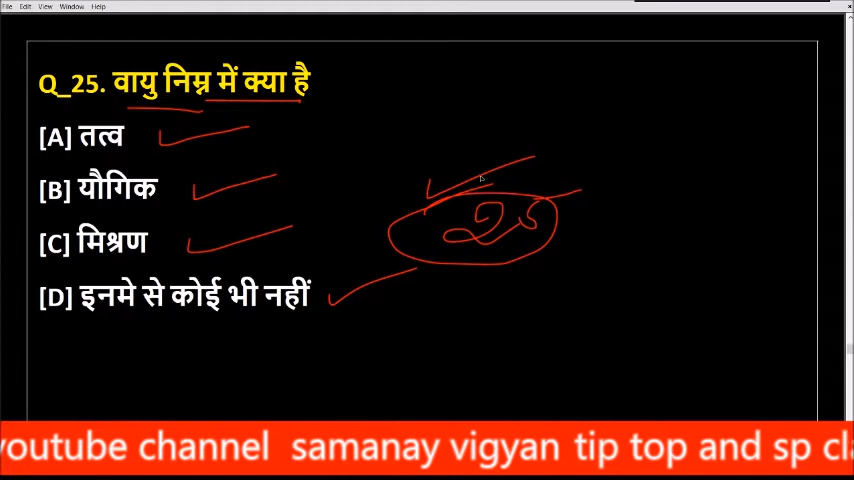 File Edit View Window Help
Q_25. वायु निम्न में क्या है
[A] तत्व
[B] यौगिक
[C] मिश्रण
25
[D] इनमे से कोई भी नहीं
youtube channel samanay vigyan tip top and sp cla